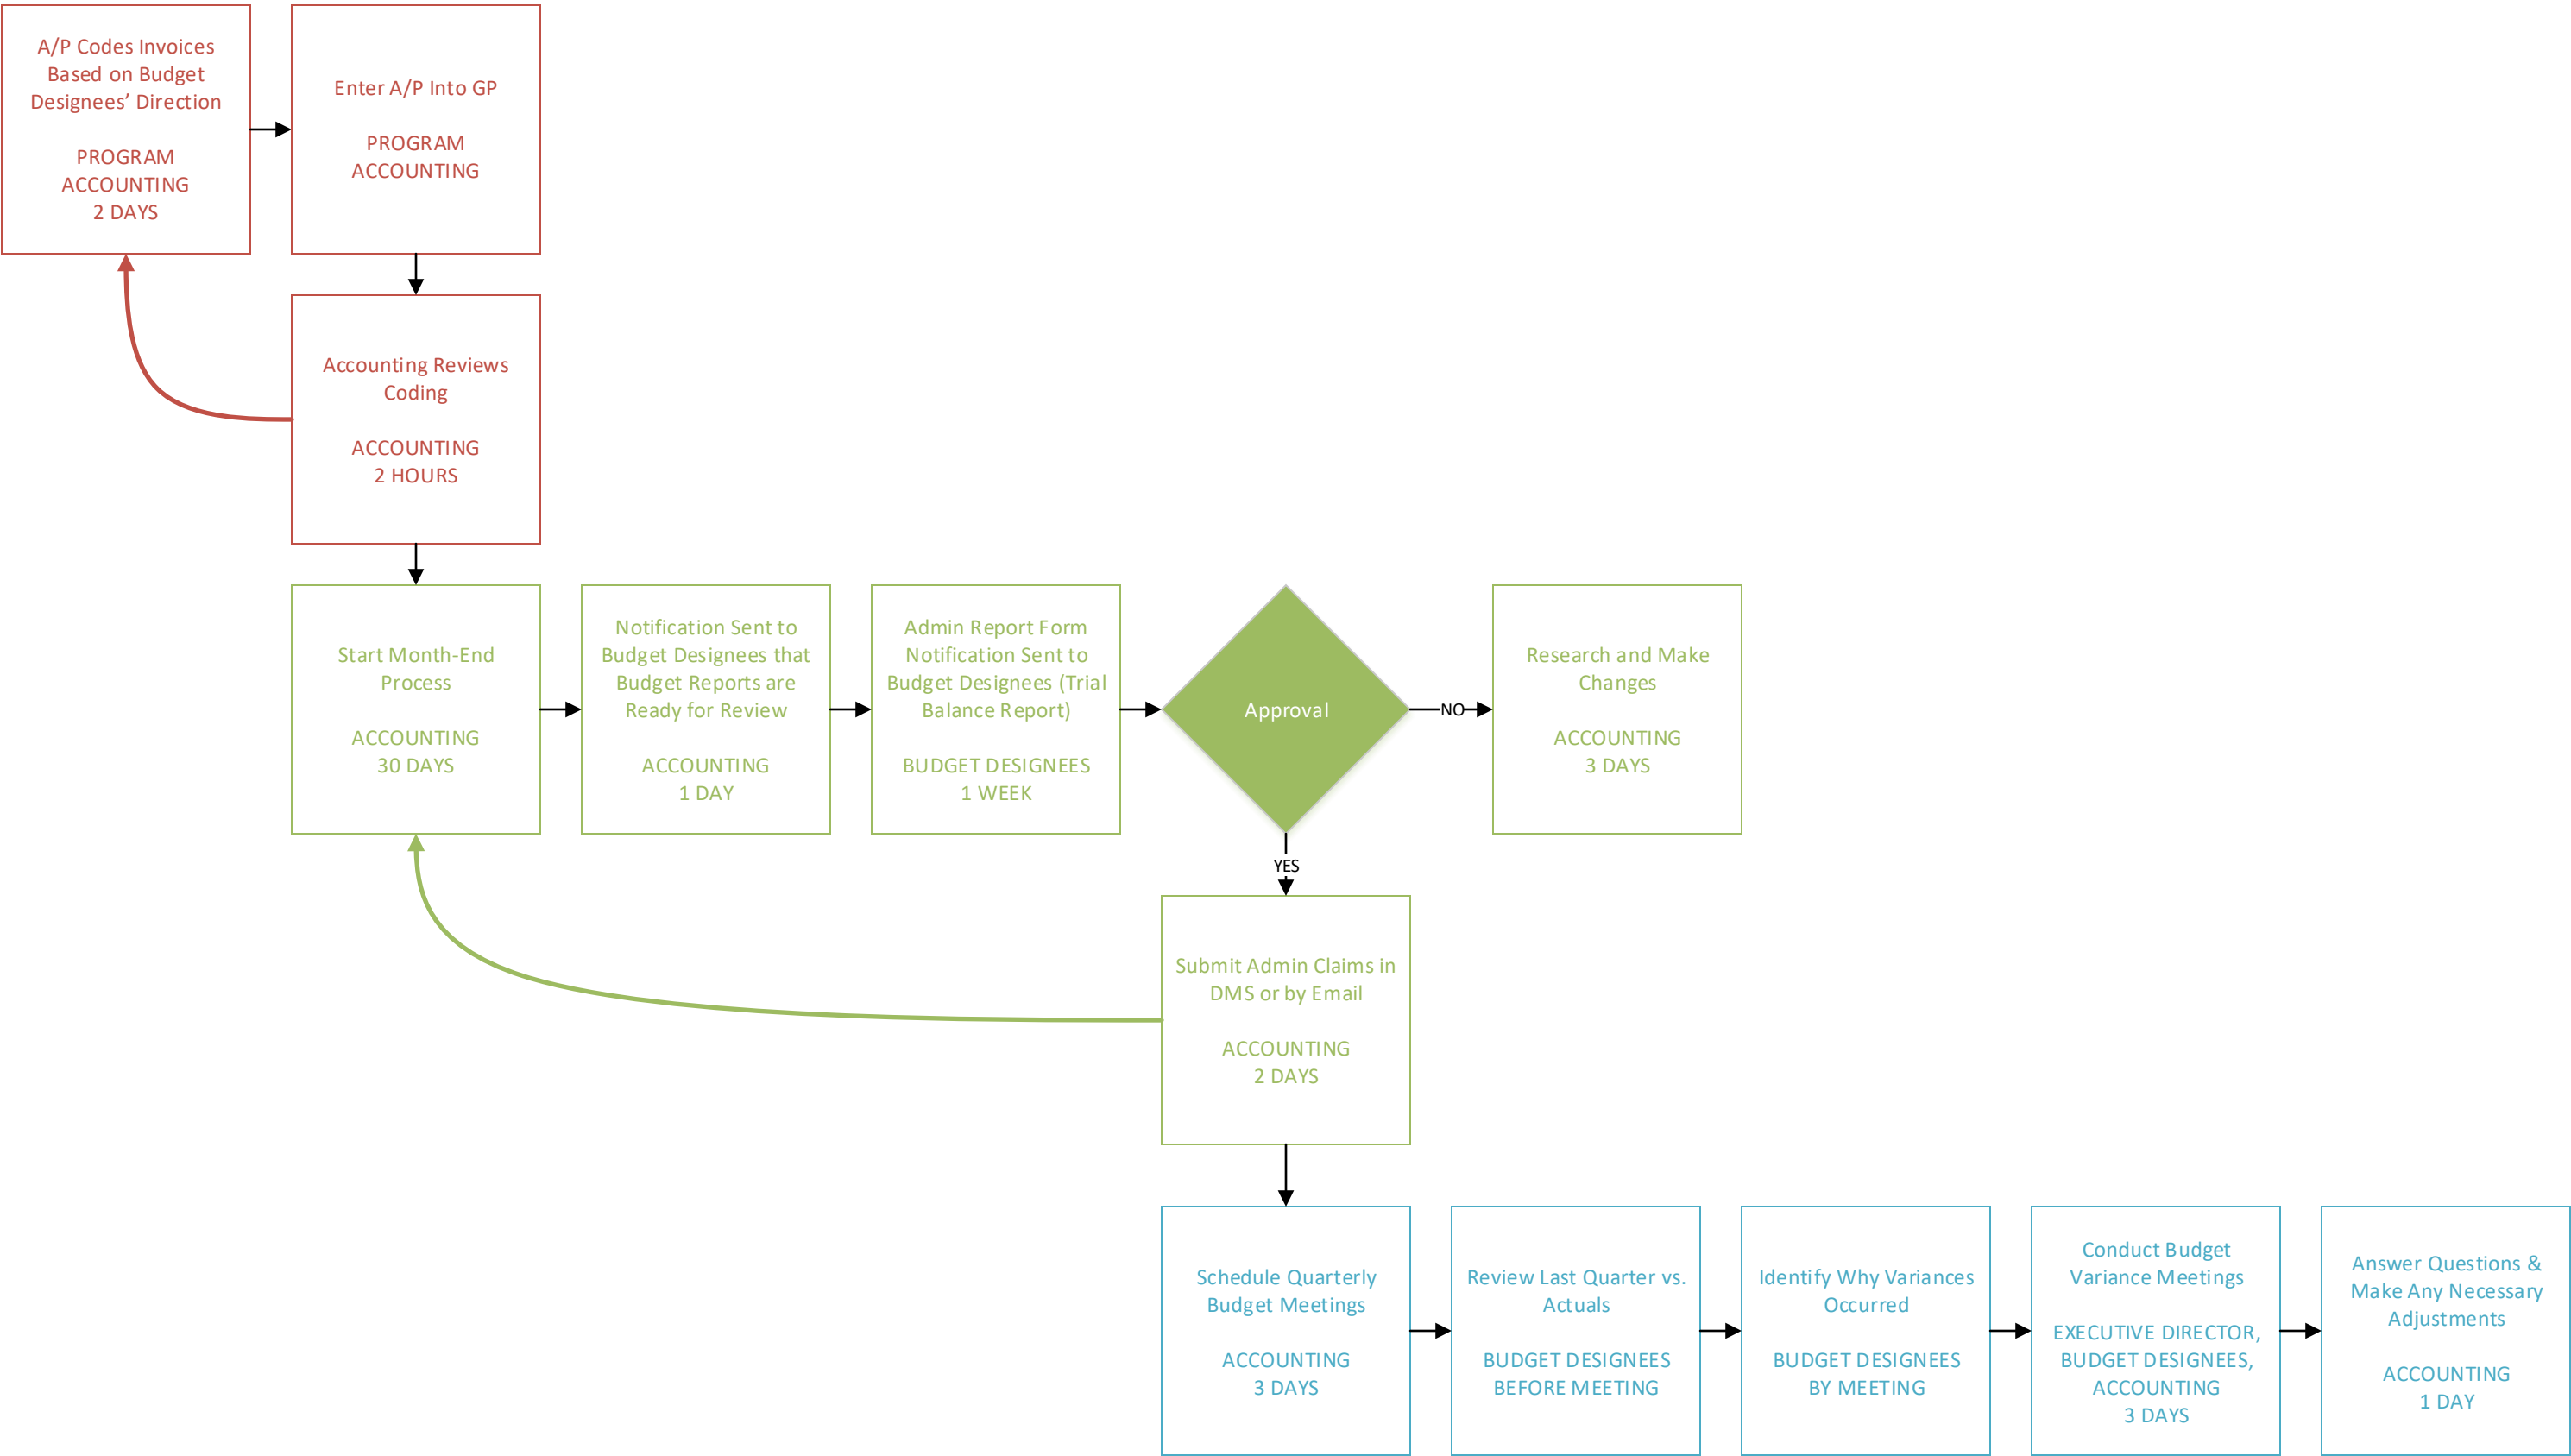 A/P Codes Invoices
Based on Budget
Designees’ Direction
PROGRAM
ACCOUNTING
2 DAYS
Enter A/P Into GP
PROGRAM
ACCOUNTING
Accounting Reviews
Coding
ACCOUNTING
2 HOURS
Start Month-End
Process
ACCOUNTING
30 DAYS
Notification Sent to
Budget Designees that
Budget Reports are
Ready for Review
ACCOUNTING
1 DAY
Admin Report Form
Notification Sent to
Budget Designees (Trial
Balance Report)
BUDGET DESIGNEES
1 WEEK
Approval
NO
Research and Make
Changes
ACCOUNTING
3 DAYS
YES
Submit Admin Claims in
DMS or by Email
ACCOUNTING
2 DAYS
Schedule Quarterly
Budget Meetings
ACCOUNTING
3 DAYS
Review Last Quarter vs.
Actuals
BUDGET DESIGNEES
BEFORE MEETING
Identify Why Variances
Occurred
BUDGET DESIGNEES
BY MEETING
Conduct Budget
Variance Meetings
EXECUTIVE DIRECTOR,
BUDGET DESIGNEES,
ACCOUNTING
3 DAYS
Answer Questions &
Make Any Necessary
Adjustments
ACCOUNTING
1 DAY